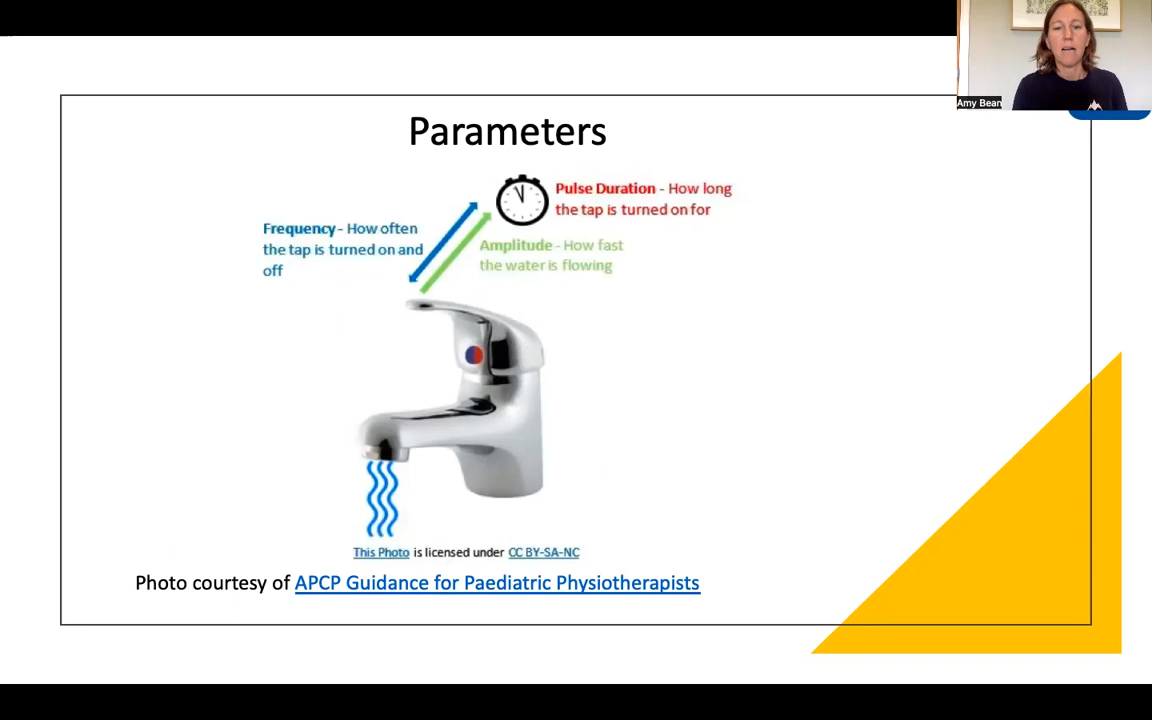 Amy Bean
Parameters
Pulse Duration - How long
the tap is turned on for
Frequency - How often
the tap is turned on and
off
Amplitude - How fast
the water is flowing
This Photo is licensed under CC BY-SA-NC
Photo courtesy of APCP Guidance for Paediatric Physiotherapists